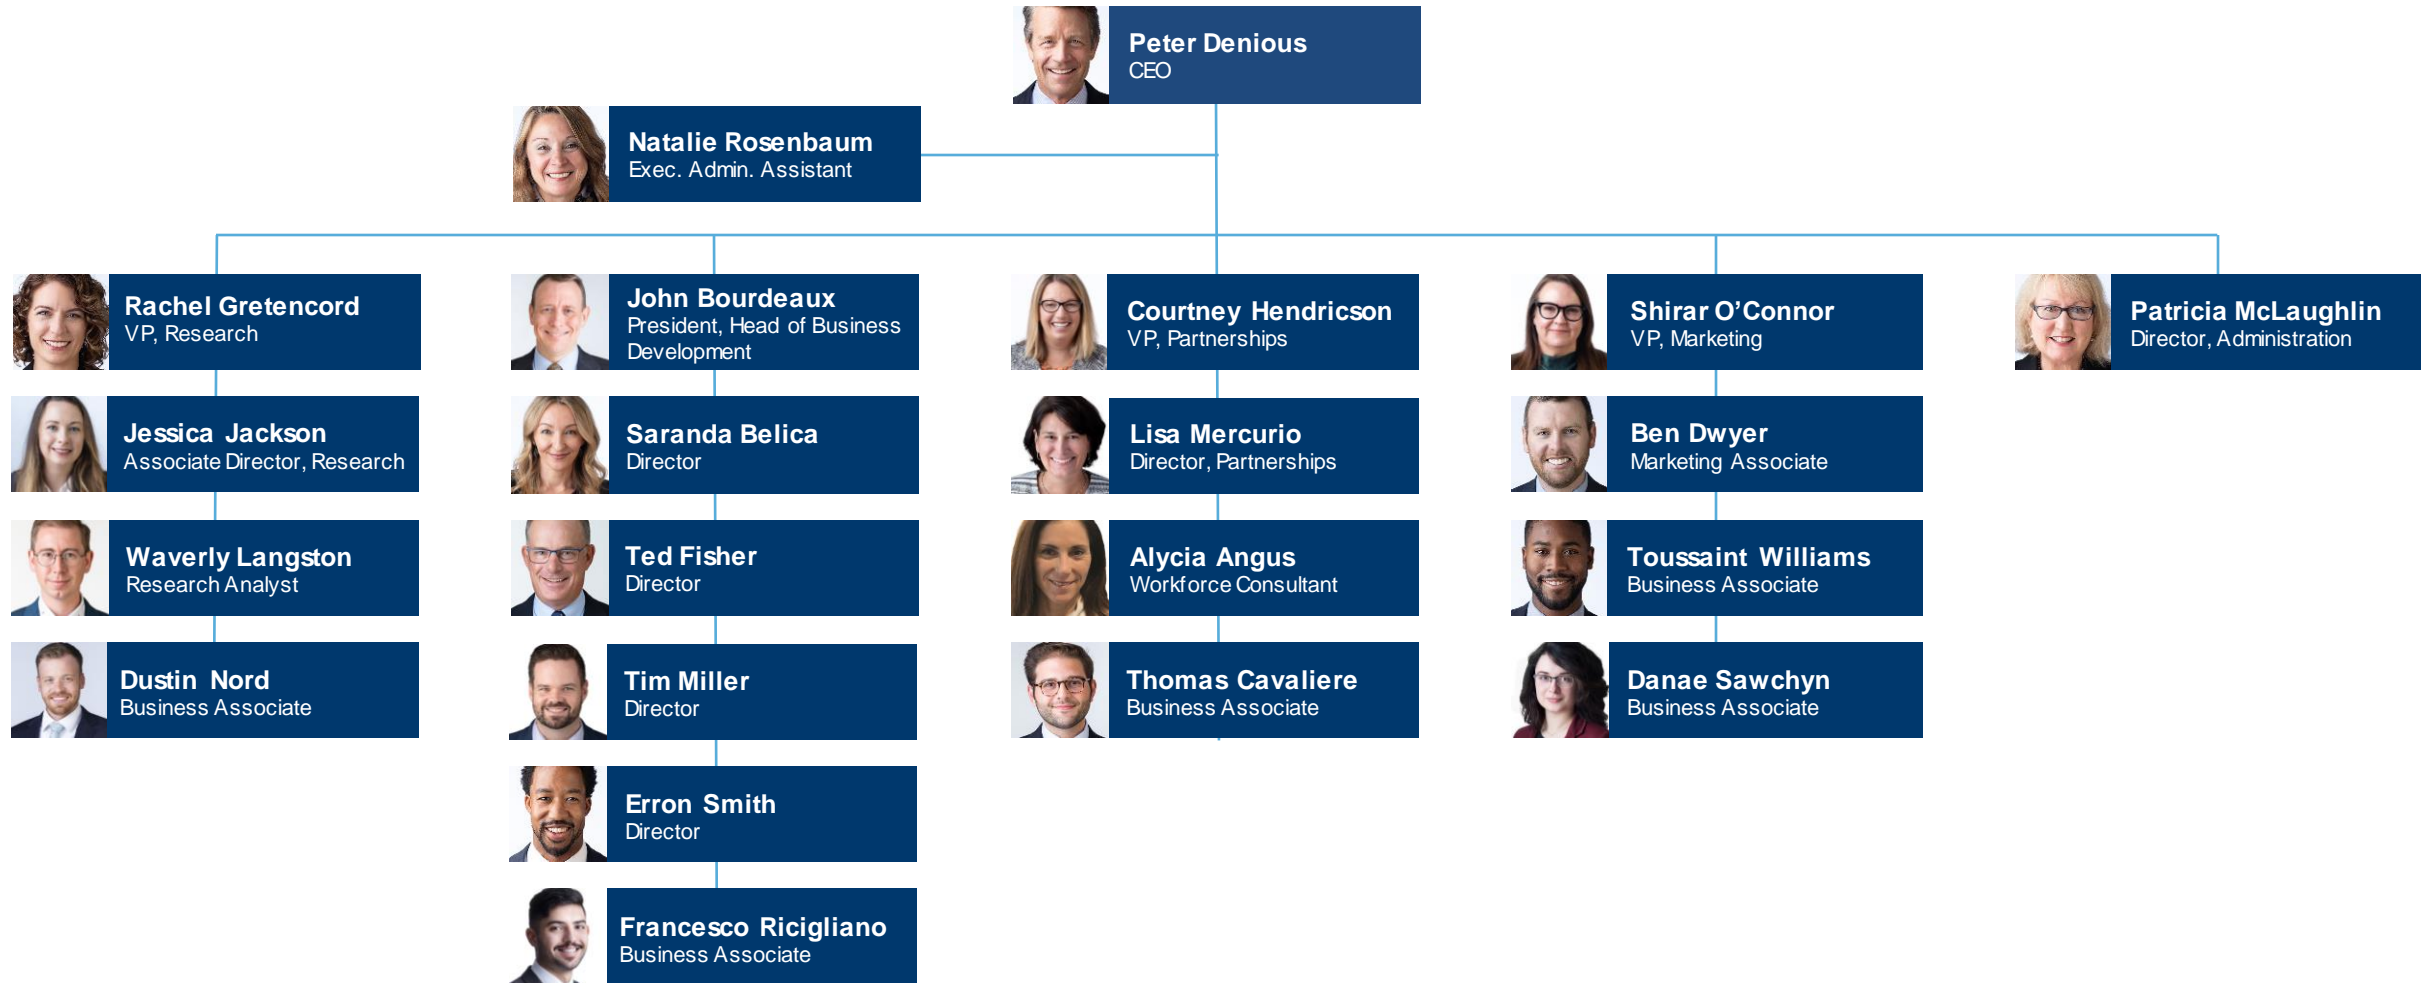 Peter Denious
CEO
Natalie Rosenbaum
Exec. Admin. Assistant
Rachel Gretencord
VP, Research
John Bourdeaux
President, Head of Business
Development
Courtney Hendricson
VP, Partnerships
Shirar O’Connor
VP, Marketing
Patricia McLaughlin
Director, Administration
Jessica Jackson
Associate Director, Research
Saranda Belica
Director
Lisa Mercurio
Director, Partnerships
Ben Dwyer
Marketing Associate
Waverly Langston
Research Analyst
Ted Fisher
Director
Alycia Angus
Workforce Consultant
Toussaint Williams
Business Associate
Dustin Nord
Business Associate
Tim Miller
Director
Thomas Cavaliere
Business Associate
Danae Sawchyn
Business Associate
Erron Smith
Director
Francesco Ricigliano
Business Associate